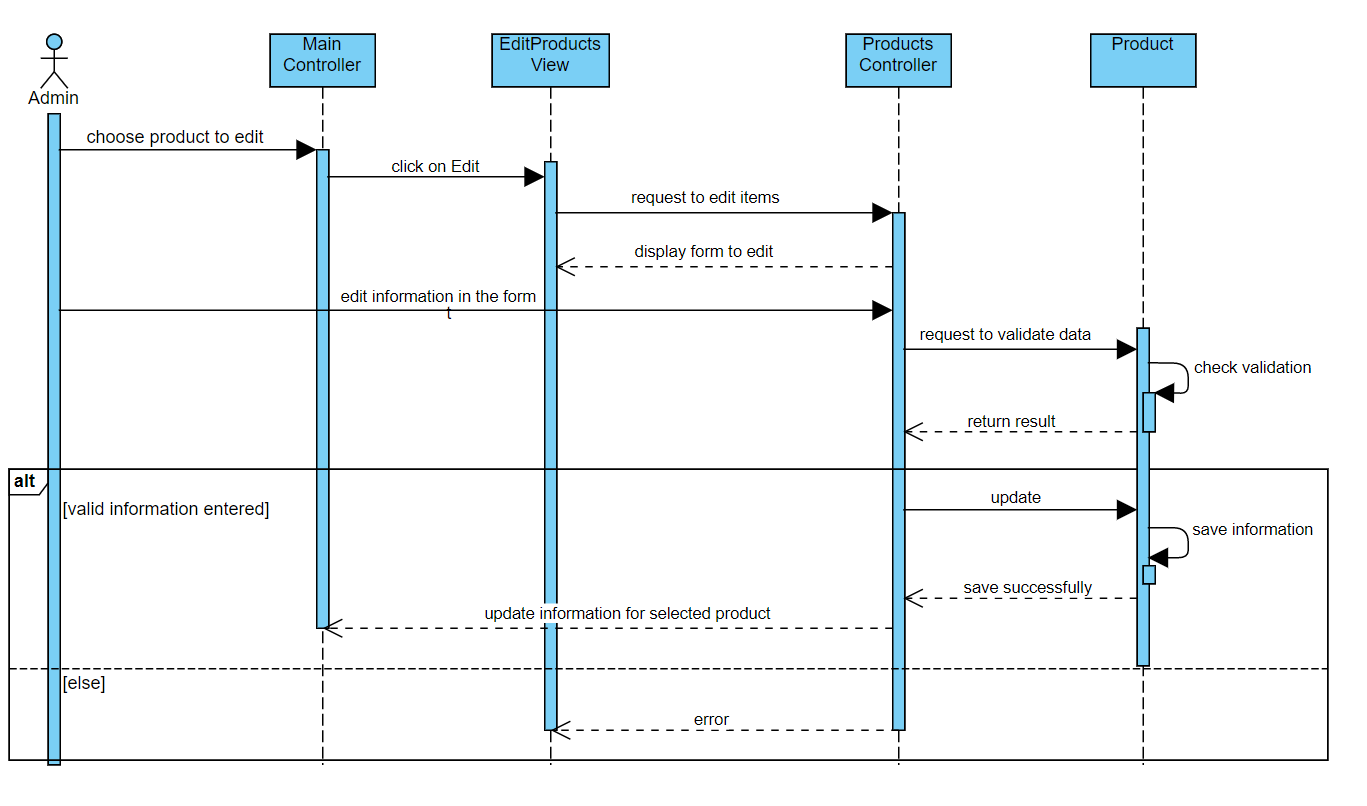 Main
Controller
EditProducts
View
Products
Controller
Product
Admin
choose product to edit
click on Edit
request to edit items
display form to edit
edit information in the form
t
request to validate data
check validation
return result
alt
[valid information entered]
update
save information
save successfully
update information for selected product
[else]
error